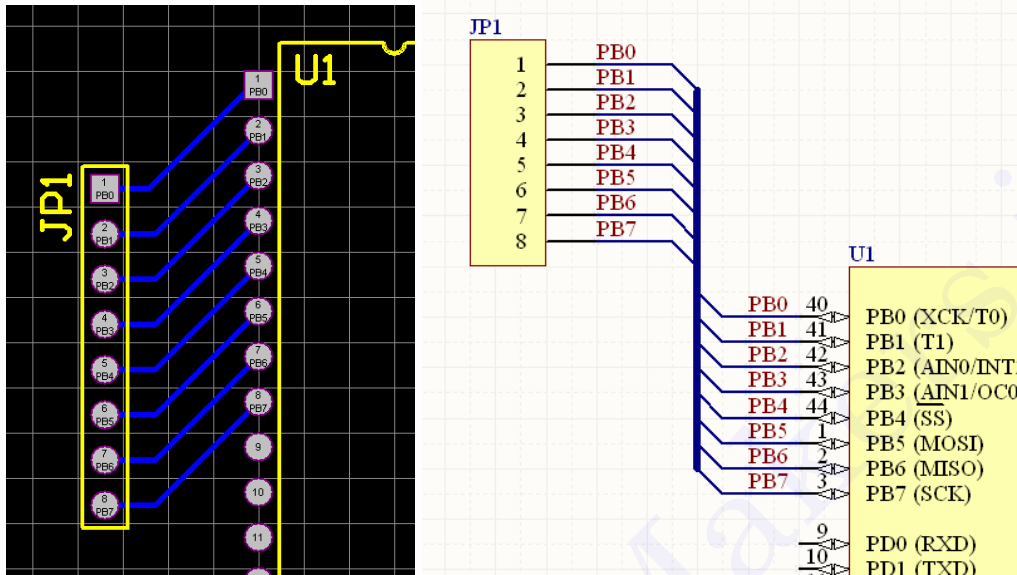 U1
1
PB0
2
PB1
3
PB2
4
PB3
5
PB4
6
PB5
7
PB6
8
PB7
9
10
11
JP1
1
PB0
2
PB1
3
PB2
4
PB3
5
PB4
6
PB5
7
PB6
8
PB7
JP1
1 PB0
2 PB1
3 PB2
4 PB3
5 PB4
6 PB5
7 PB6
8 PB7
U1
PB0 40 PB0 (XCK/T0)
PB1 41 PB1 (T1)
PB2 42 PB2 (AIN0/INT
PB3 43 PB3 (AIN1/OC0
PB4 44 PB4 (SS)
PB5 1 PB5 (MOSI)
PB6 2 PB6 (MISO)
PB7 3 PB7 (SCK)
9 PD0 (RXD)
10 PD1 (TXD)